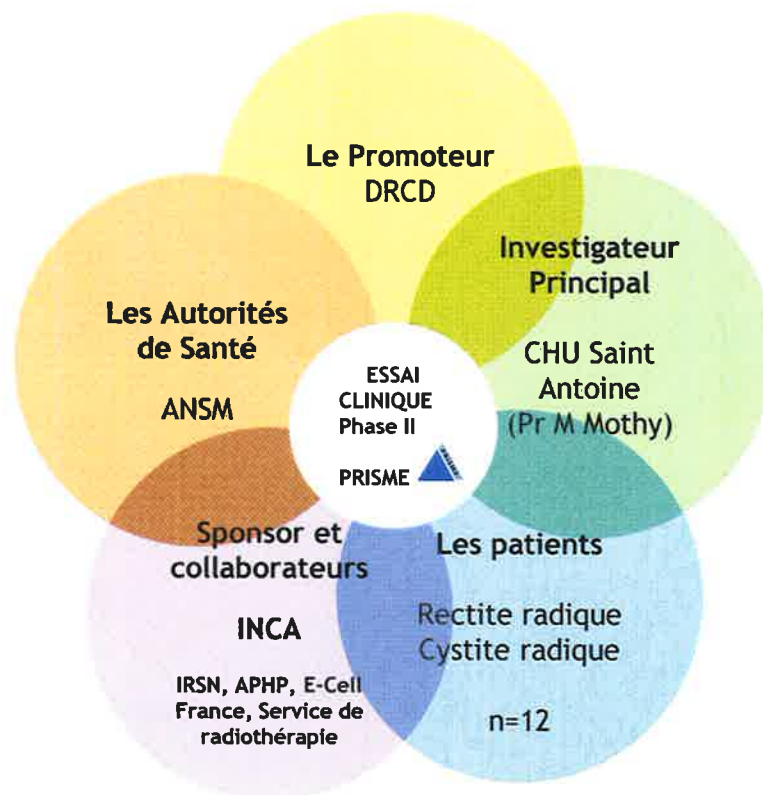 Le Promoteur
DRCD
Investigateur
Principal
CHU Saint
Antoine
(Pr M Mothy)
Les Autorités
de Santé
ANSM
ESSAI
CLINIQUE
Phase II
PRISME
Sponsor et
collaborateurs
INCA
IRSN, APHP, E-Cell
France, Service de
radiothérapie
Les patients
Rectite radique
Cystite radique
n=12